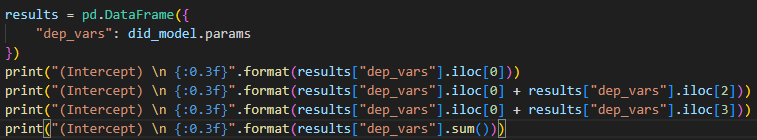 results = pd.DataFrame({
    "dep_vars": did_model.params
})
print("(Intercept) \n {:0.3f}".format(results["dep_vars"].iloc[0]))
print("(Intercept) \n {:0.3f}".format(results["dep_vars"].iloc[0] + results["dep_vars"].iloc[2]))
print("(Intercept) \n {:0.3f}".format(results["dep_vars"].iloc[0] + results["dep_vars"].iloc[3]))
print("(Intercept) \n {:0.3f}".format(results["dep_vars"].sum()))